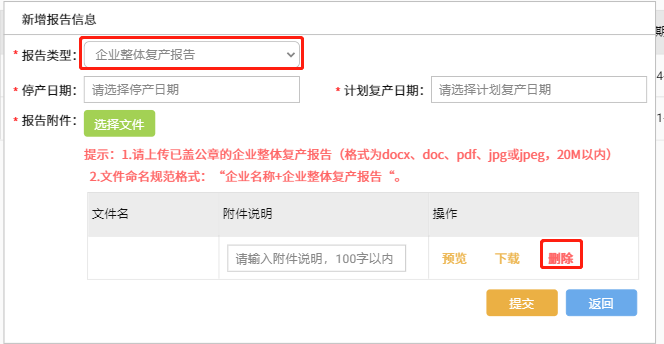 新增报告信息
* 报告类型: 企业整体复产报告
* 停产日期: 请选择停产日期 * 计划复产日期: 请选择计划复产日期
* 报告附件: 选择文件
提示：1.请上传已盖公章的企业整体复产报告（格式为docx、doc、pdf、jpg或jpeg，20M以内）
2.文件命名规范格式：“企业名称+企业整体复产报告“。
文件名 附件说明 操作
请输入附件说明，100字以内 预览 下载 删除
提交 返回